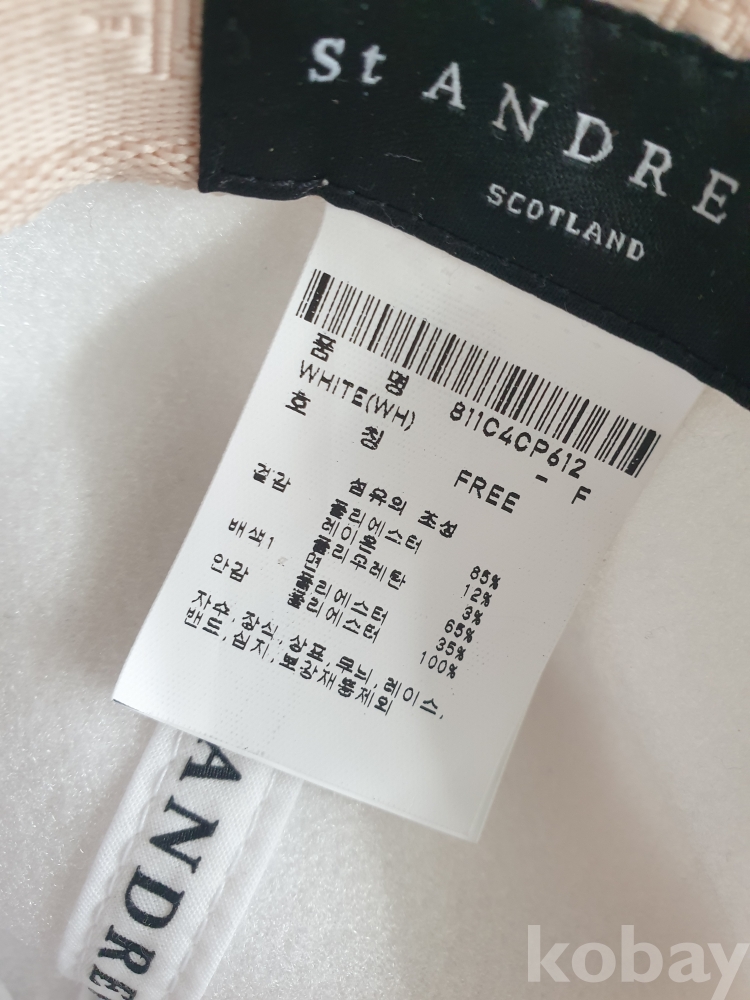 St ANDRE
SCOTLAND
품 명 811C4CP612 - F
WHITE(WH)
호 칭 FREE
섬유의 조성
겉감 폴리에스터 85%
레이온 12%
폴리우레탄 3%
배색1 면 65%
폴리에스터 35%
안감 폴리에스터 100%
자수, 장식, 상표, 무늬, 레이스,
밴드, 심지, 보강재등제외
ANDRE
kobay